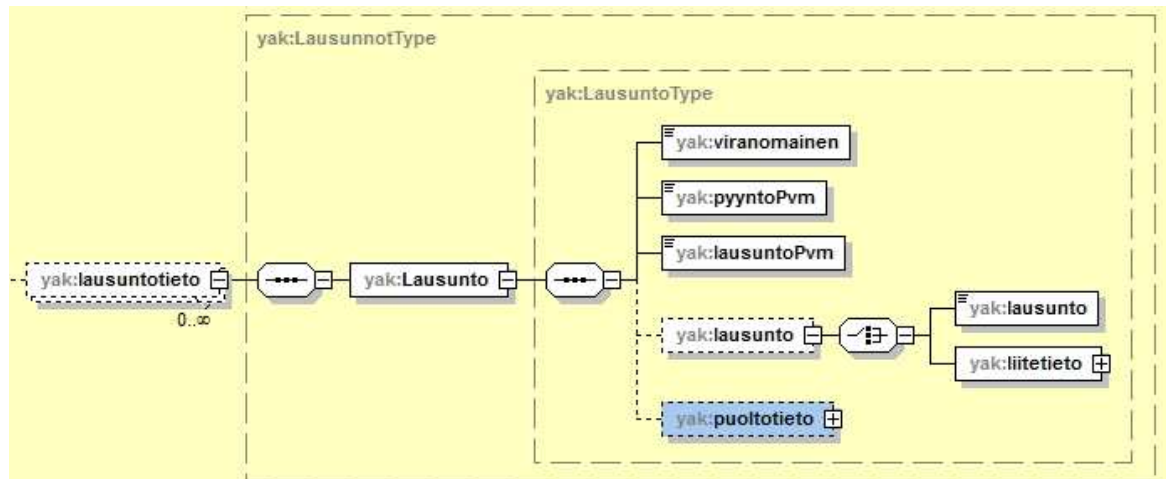 yak:LausunnotType
yak:LausuntoType
yak:viranomainen
yak:pyyntoPvm
yak:lausuntoPvm
yak:lausuntotieto
0..∞
yak:Lausunto
yak:lausunto
yak:lausunto
yak:liitetieto
yak:puoltotieto